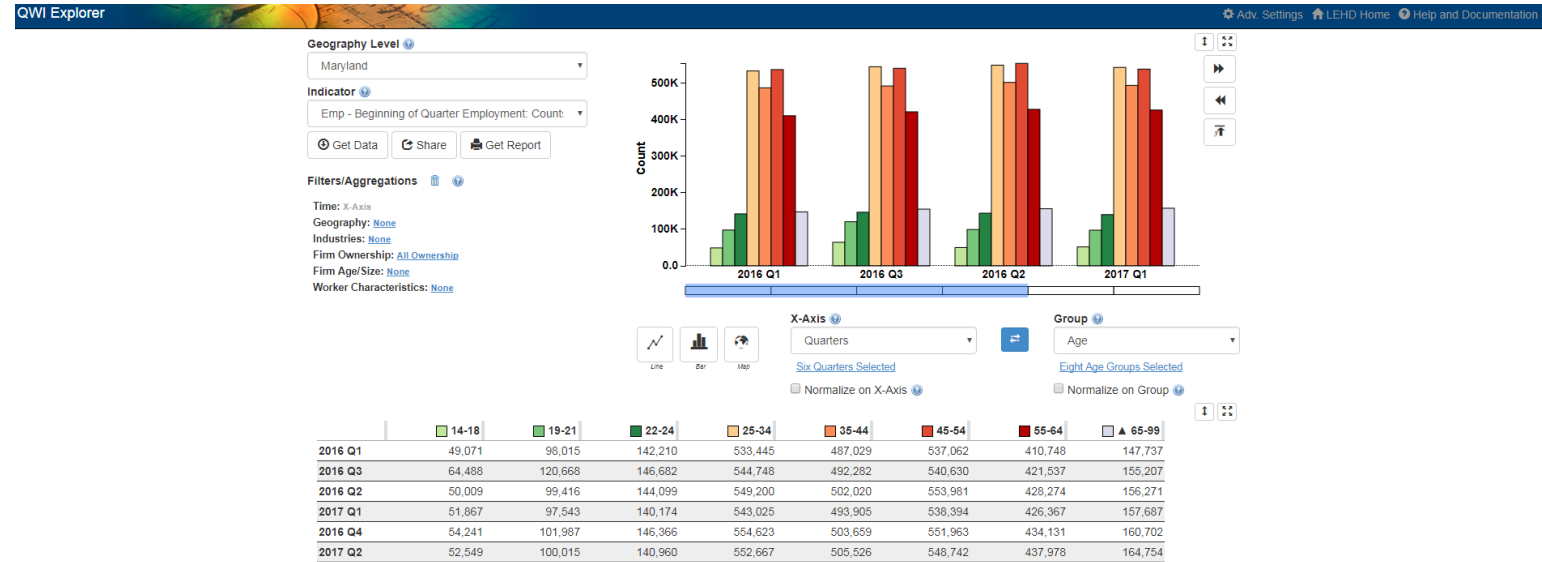 QWI Explorer
Adv. Settings LEHD Home Help and Documentation
Geography Level
Maryland
Indicator
Emp - Beginning of Quarter Employment: Count:
Get Data Share Get Report
Filters/Aggregations
Time: X-Axis
Geography: None
Industries: None
Firm Ownership: All Ownership
Firm Age/Size: None
Worker Characteristics: None
Count
500K
400K
300K
200K
100K
0.0
2016 Q1 2016 Q3 2016 Q2 2017 Q1
Line Bar Map
X-Axis
Quarters
Six Quarters Selected
Normalize on X-Axis
Group
Age
Eight Age Groups Selected
Normalize on Group
14-18 19-21 22-24 25-34 35-44 45-54 55-64 ▲ 65-99
2016 Q1 49,071 98,015 142,210 533,445 487,029 537,062 410,748 147,737
2016 Q3 64,488 120,668 146,682 544,748 492,282 540,630 421,537 155,207
2016 Q2 50,009 99,416 144,099 549,200 502,020 553,981 428,274 156,271
2017 Q1 51,867 97,543 140,174 543,025 493,905 538,394 426,367 157,687
2016 Q4 54,241 101,987 146,366 554,623 503,659 551,963 434,131 160,702
2017 Q2 52,549 100,015 140,960 552,667 505,526 548,742 437,978 164,754